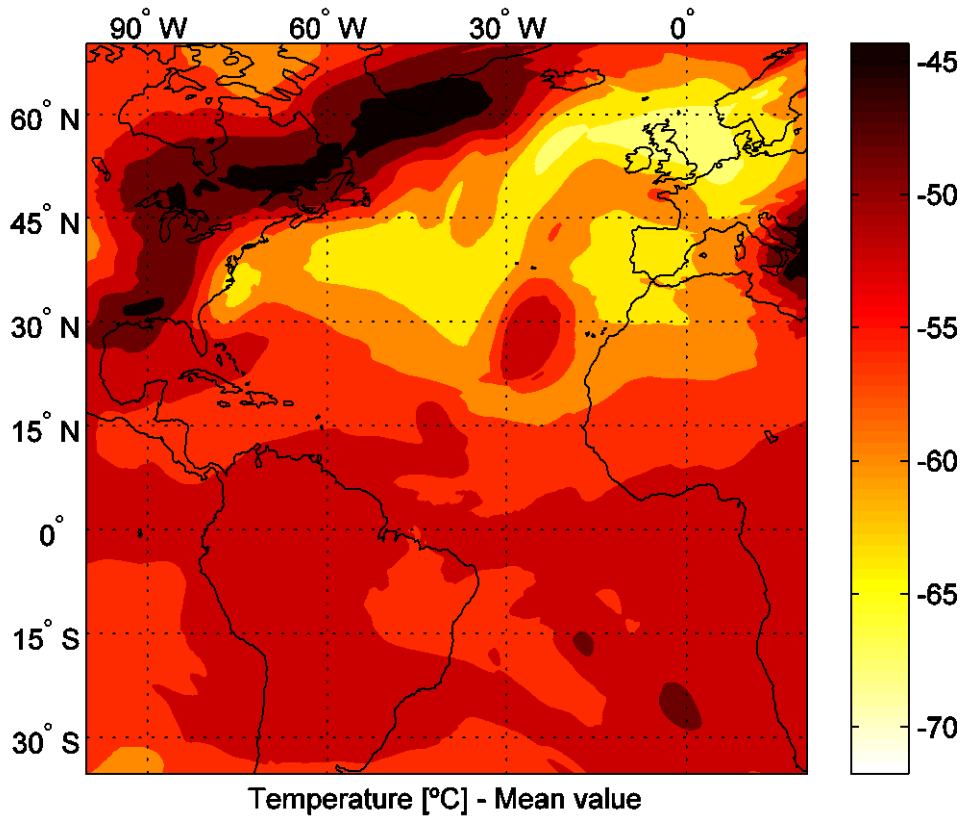 90° W 60° W 30° W 0°
60° N
45° N
30° N
15° N
0°
15° S
30° S
-45
-50
-55
-60
-65
-70
Temperature [ºC] - Mean value